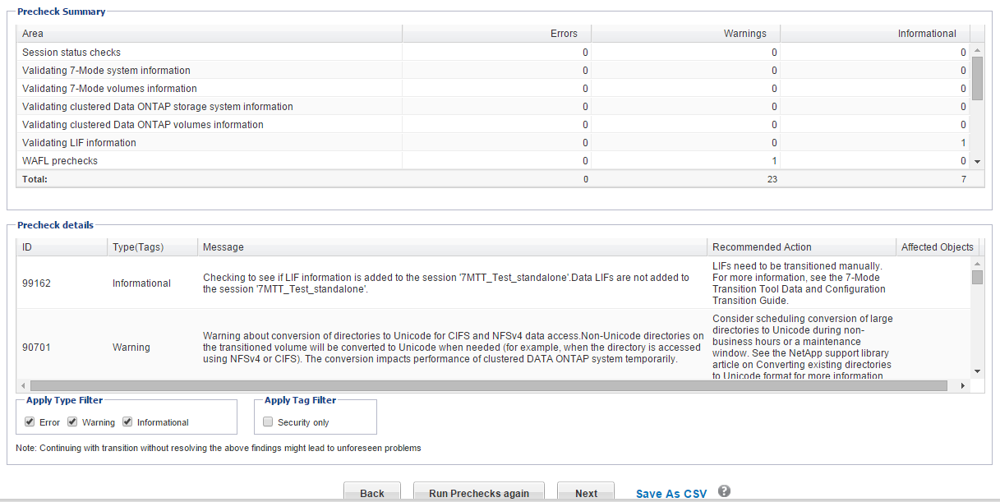 Precheck Summary
Area Errors Warnings Informational
Session status checks 0 0 0
Validating 7-Mode system information 0 0 0
Validating 7-Mode volumes information 0 0 0
Validating clustered Data ONTAP storage system information 0 0 0
Validating clustered Data ONTAP volumes information 0 0 0
Validating LIF information 0 0 1
WAFL prechecks 0 1 0
Total: 0 23 7
Precheck details
ID Type(Tags) Message Recommended Action Affected Objects
99162
Informational
Checking to see if LIF information is added to the session '7MTT_Test_standalone'.Data LIFs are not added to
the session '7MTT_Test_standalone'.
LIFs need to be transitioned manually.
For more information, see the 7-Mode
Transition Tool Data and Configuration
Transition Guide.
90701
Warning
Warning about conversion of directories to Unicode for CIFS and NFSv4 data access.Non-Unicode directories on
the transitioned volume will be converted to Unicode when needed (for example, when the directory is accessed
using NFSv4 or CIFS). The conversion impacts performance of clustered DATA ONTAP system temporarily.
Consider scheduling conversion of large
directories to Unicode during non-
business hours or a maintenance
window. See the NetApp support library
article on Converting existing directories
to Unicode format for more information
Apply Type Filter
Error Warning Informational
Apply Tag Filter
Security only
Note: Continuing with transition without resolving the above findings might lead to unforeseen problems
Back Run Prechecks again Next Save As CSV ?